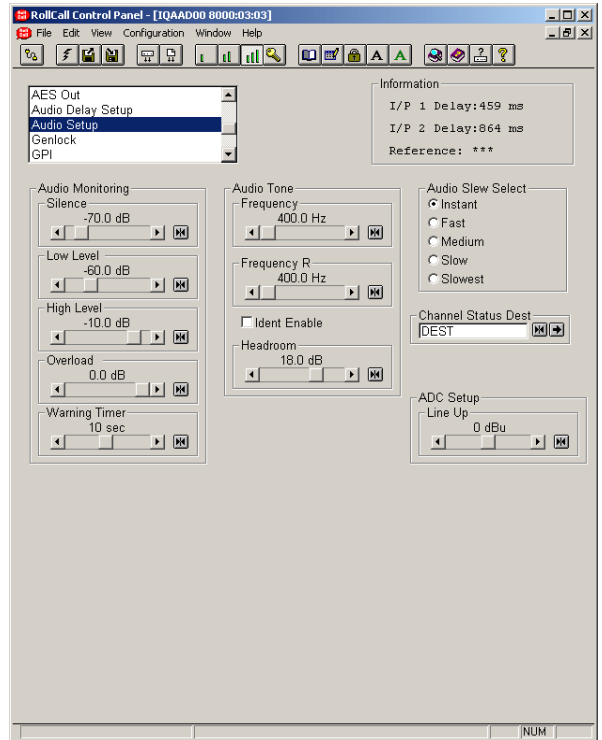 RollCall Control Panel - [IQAAD00 8000:03:03]
File Edit View Configuration Window Help
A A ?
AES Out
Audio Delay Setup
Audio Setup
Genlock
GPI
Information
I/P 1 Delay:459 ms
I/P 2 Delay:864 ms
Reference: ***
Audio Monitoring
Silence
-70.0 dB
Low Level
-60.0 dB
High Level
-10.0 dB
Overload
0.0 dB
Warning Timer
10 sec
Audio Tone
Frequency
400.0 Hz
Frequency R
400.0 Hz
Ident Enable
Headroom
18.0 dB
Audio Slew Select
Instant
Fast
Medium
Slow
Slowest
Channel Status Dest
DEST
ADC Setup
Line Up
0 dBu
NUM